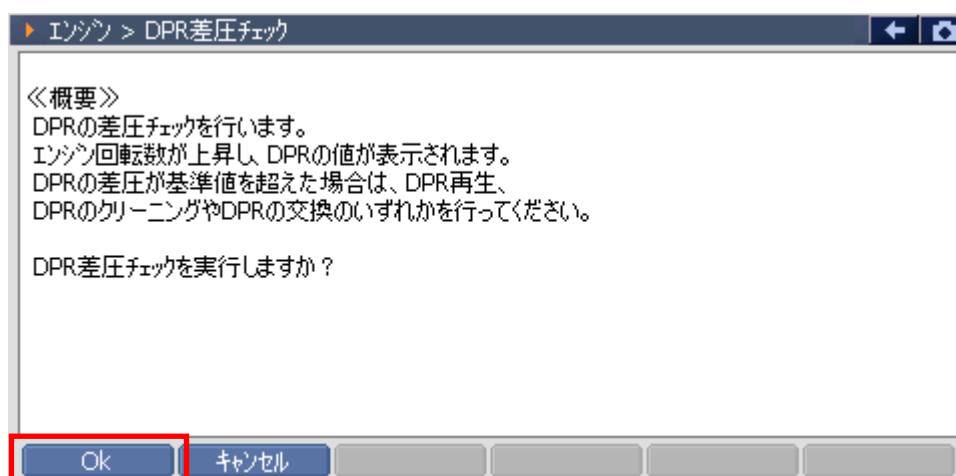 エンジン > DPR差圧チェック
≪概要≫
DPRの差圧チェックを行います。
エンジン回転数が上昇し、DPRの値が表示されます。
DPRの差圧が基準値を超えた場合は、DPR再生、
DPRのクリーニングやDPRの交換のいずれかを行ってください。
DPR差圧チェックを実行しますか？
Ok
キャンセル